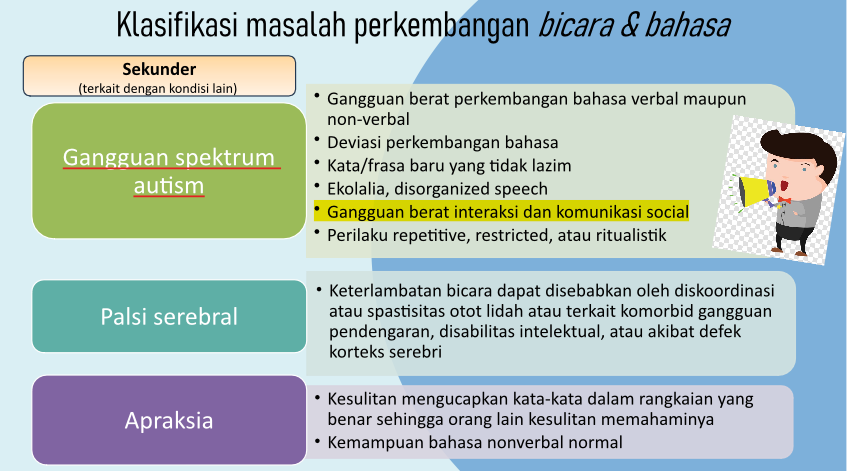 Klasifikasi masalah perkembangan bicara & bahasa
Sekunder
(terkait dengan kondisi lain)
Gangguan spektrum
autism
• Gangguan berat perkembangan bahasa verbal maupun
non-verbal
• Deviasi perkembangan bahasa
• Kata/frasa baru yang tidak lazim
• Ekolalia, disorganized speech
• Gangguan berat interaksi dan komunikasi social
• Perilaku repetitive, restricted, atau ritualistik
Palsi serebral
• Keterlambatan bicara dapat disebabkan oleh diskoordinasi
atau spastisitas otot lidah atau terkait komorbid gangguan
pendengaran, disabilitas intelektual, atau akibat defek
korteks serebri
Apraksia
• Kesulitan mengucapkan kata-kata dalam rangkaian yang
benar sehingga orang lain kesulitan memahaminya
• Kemampuan bahasa nonverbal normal